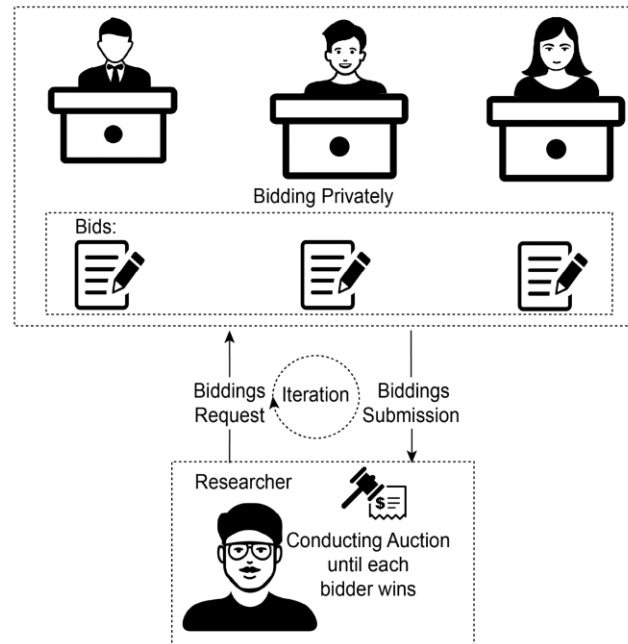 Bidding Privately
Bids:
Biddings
Request
Iteration
Biddings
Submission
Researcher
$
Conducting Auction
until each
bidder wins